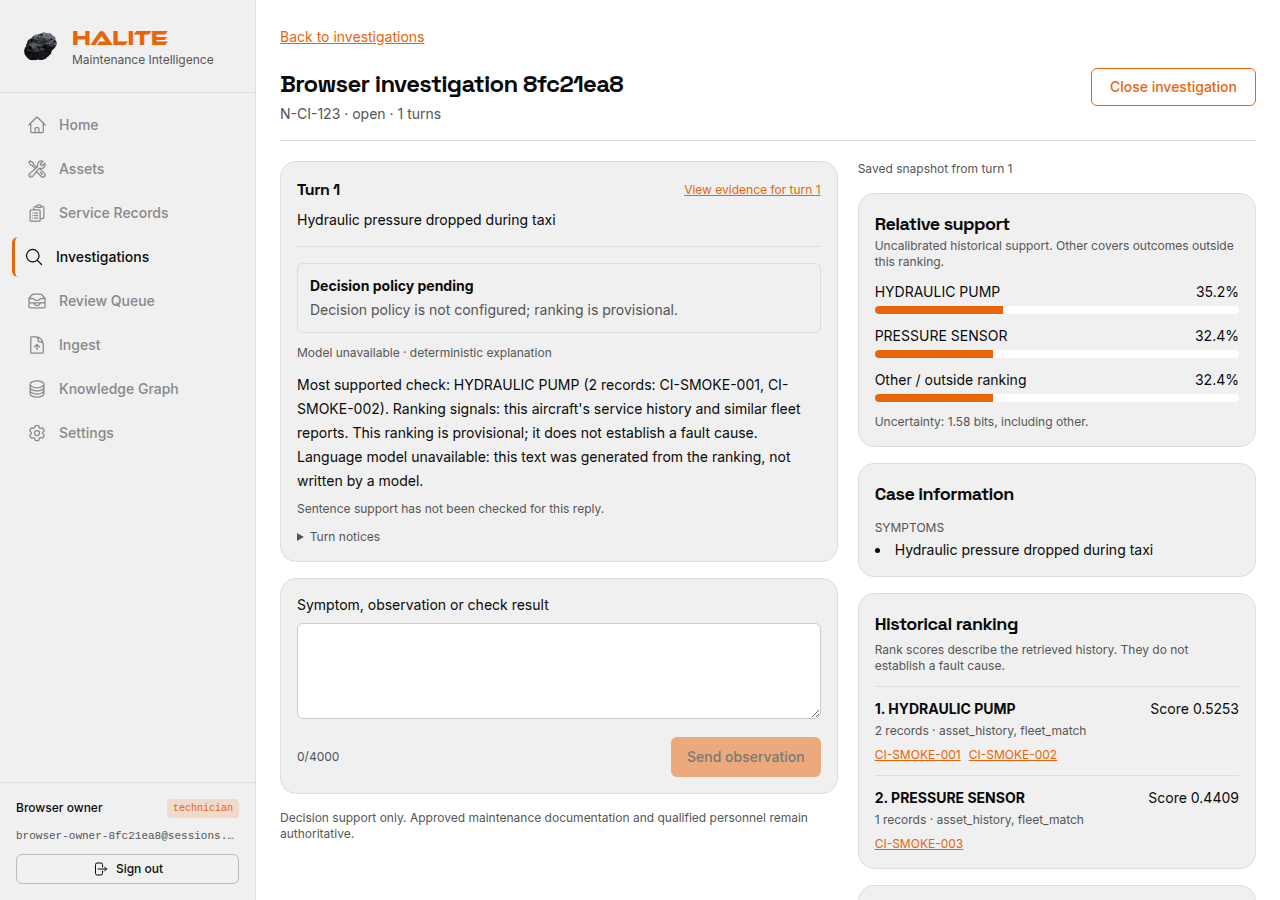 HALITE
Maintenance Intelligence
Home
Assets
Service Records
Investigations
Review Queue
Ingest
Knowledge Graph
Settings
Browser owner
technician
browser-owner-8fc21ea8@sessions.…
Sign out
Back to investigations
Browser investigation 8fc21ea8
N-CI-123 · open · 1 turns
Close investigation
Turn 1
View evidence for turn 1
Hydraulic pressure dropped during taxi
Decision policy pending
Decision policy is not configured; ranking is provisional.
Model unavailable · deterministic explanation
Most supported check: HYDRAULIC PUMP (2 records: CI-SMOKE-001, CI-
SMOKE-002). Ranking signals: this aircraft's service history and similar fleet
reports. This ranking is provisional; it does not establish a fault cause.
Language model unavailable: this text was generated from the ranking, not
written by a model.
Sentence support has not been checked for this reply.
Turn notices
Symptom, observation or check result
0/4000
Send observation
Decision support only. Approved maintenance documentation and qualified personnel remain
authoritative.
Saved snapshot from turn 1
Relative support
Uncalibrated historical support. Other covers outcomes outside
this ranking.
HYDRAULIC PUMP 35.2%
PRESSURE SENSOR 32.4%
Other / outside ranking 32.4%
Uncertainty: 1.58 bits, including other.
Case information
SYMPTOMS
• Hydraulic pressure dropped during taxi
Historical ranking
Rank scores describe the retrieved history. They do not
establish a fault cause.
1. HYDRAULIC PUMP Score 0.5253
2 records · asset_history, fleet_match
CI-SMOKE-001 CI-SMOKE-002
2. PRESSURE SENSOR Score 0.4409
1 records · asset_history, fleet_match
CI-SMOKE-003